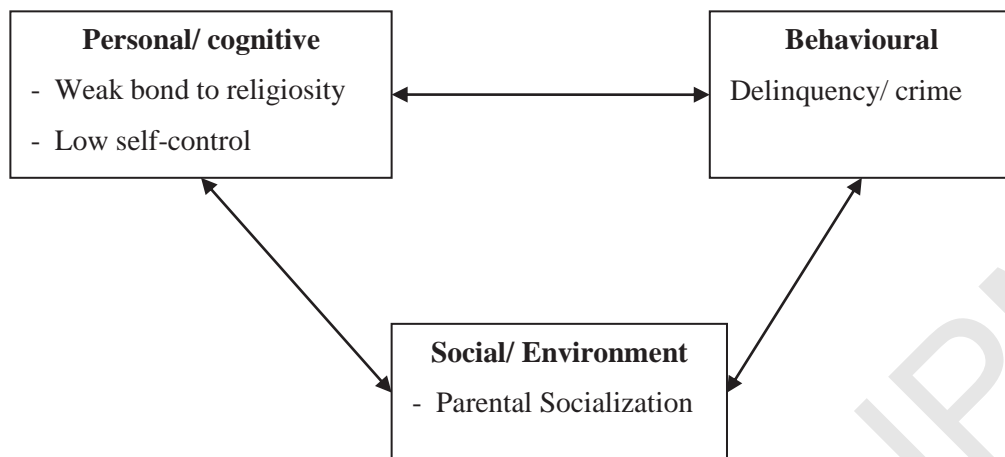 Personal/ cognitive
- Weak bond to religiosity
- Low self-control
Behavioural
Delinquency/ crime
Social/ Environment
- Parental Socialization